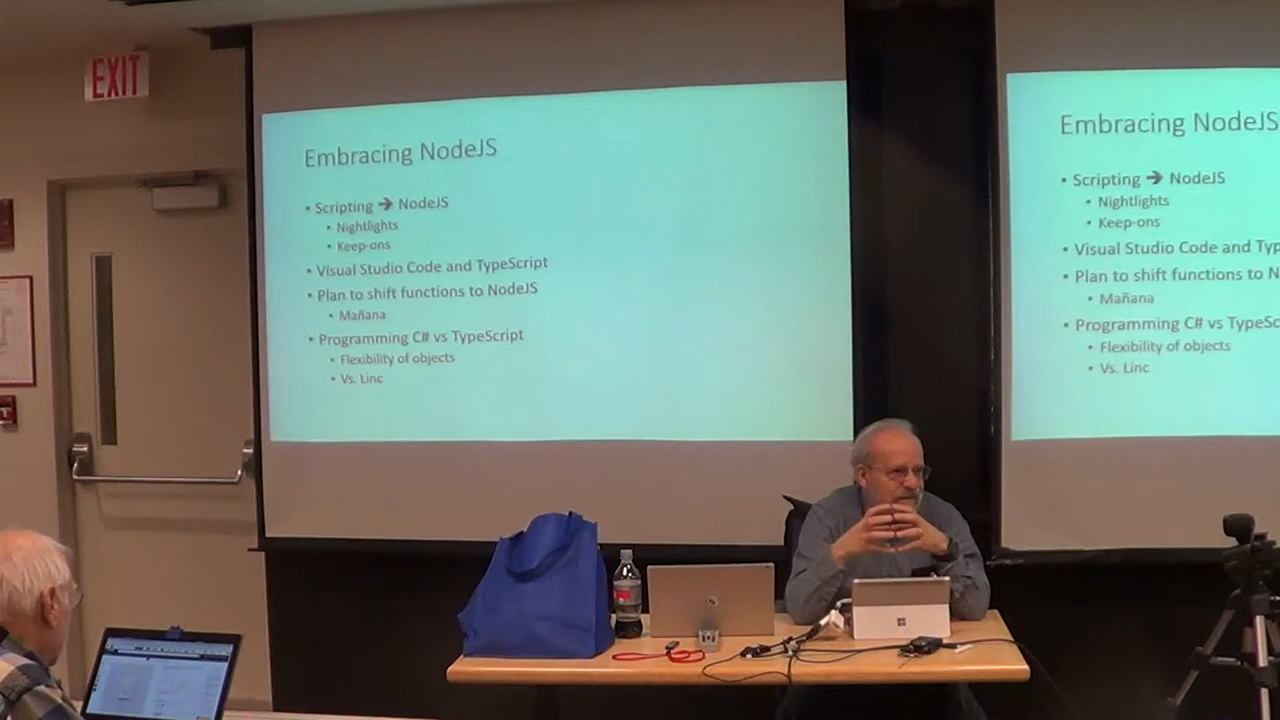 EXIT
Embracing NodeJS
• Scripting ➔ NodeJS
• Nightlights
• Keep-ons
• Visual Studio Code and TypeScript
• Plan to shift functions to NodeJS
• Mañana
• Programming C# vs TypeScript
• Flexibility of objects
• Vs. Linc
Embracing NodeJS
• Scripting ➔ NodeJS
• Nightlights
• Keep-ons
• Visual Studio Code and Typ
• Plan to shift functions to N
• Mañana
• Programming C# vs TypeSc
• Flexibility of objects
• Vs. Linc